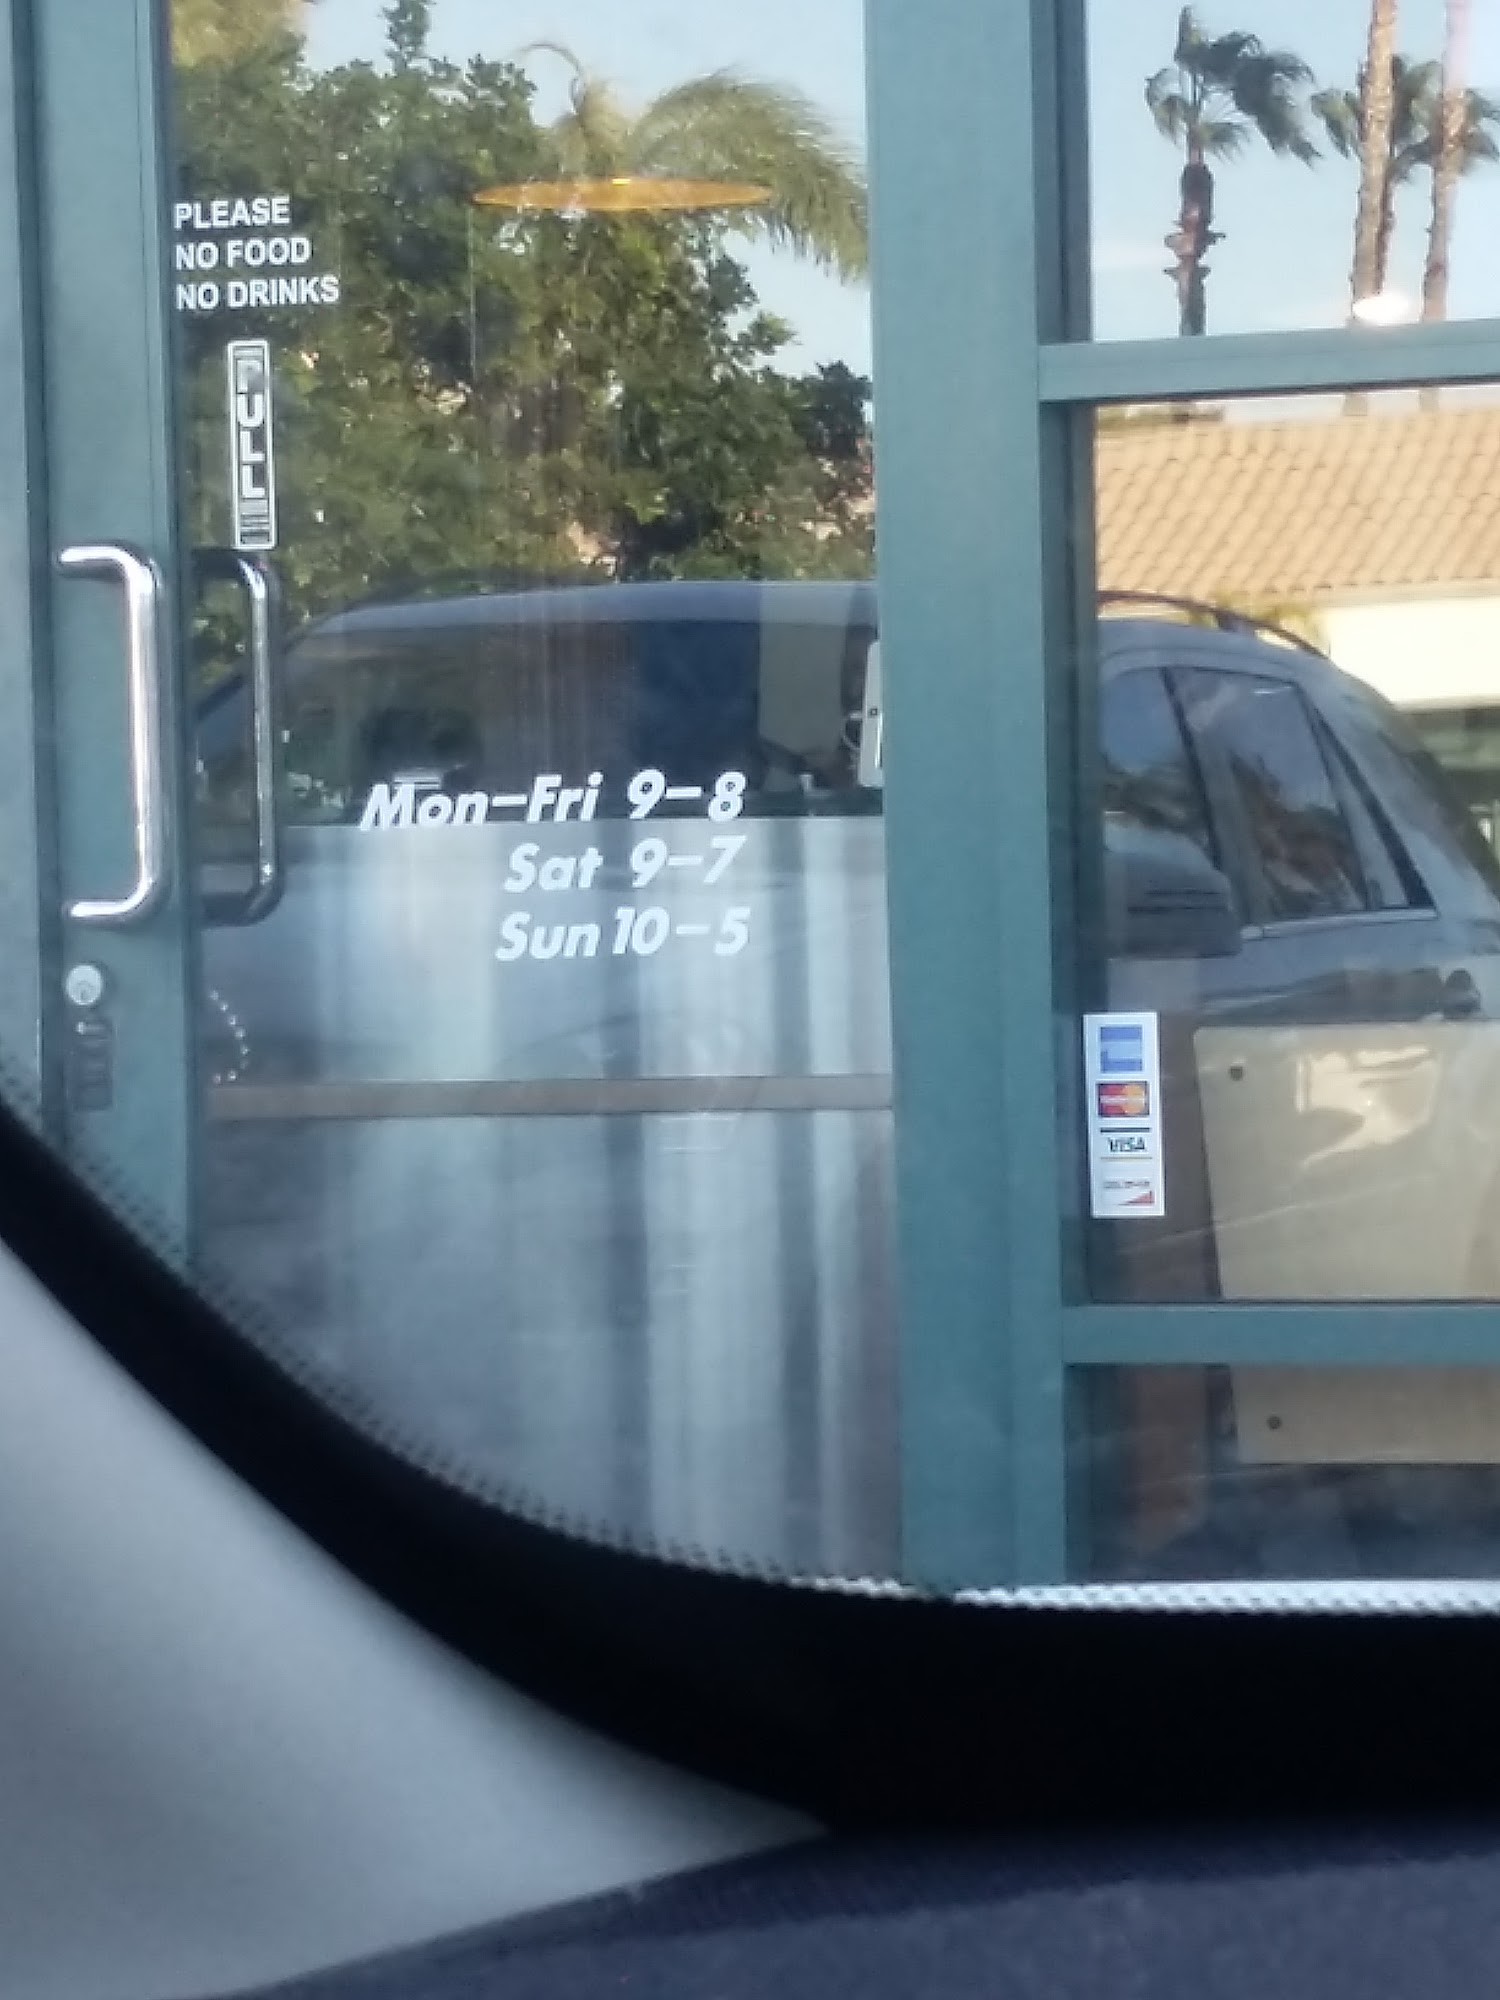 PLEASE
NO FOOD
NO DRINKS
PULL
Mon-Fri 9-8
Sat 9-7
Sun 10-5
VISA